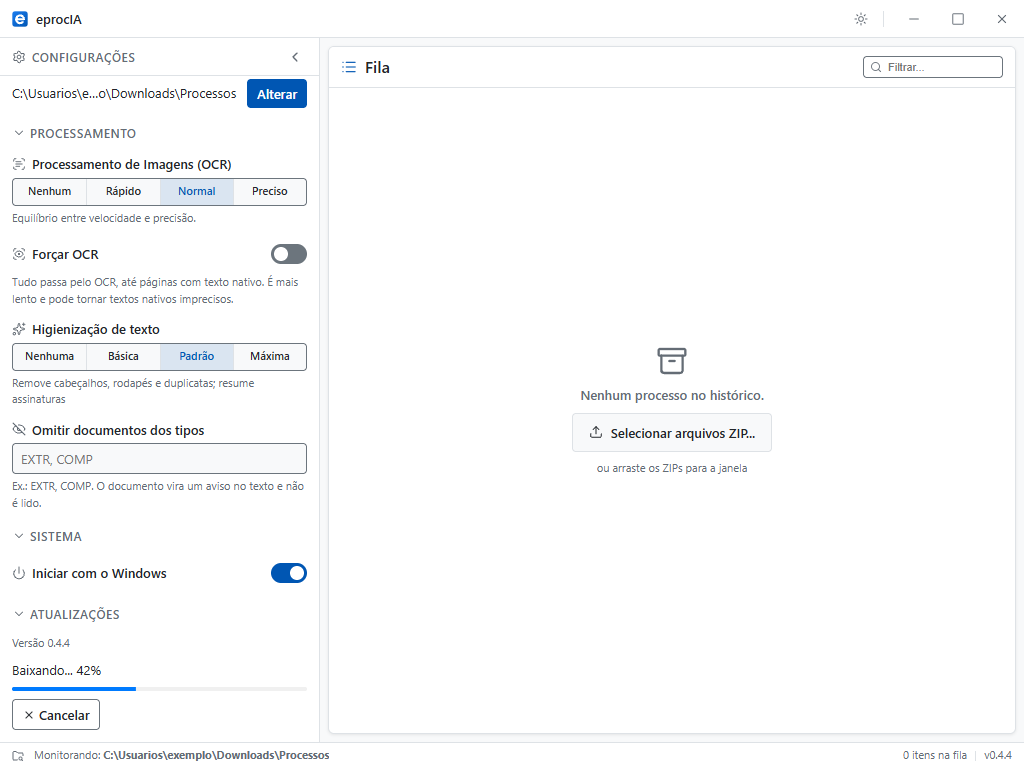 eprocIA
CONFIGURAÇÕES
C:\Usuarios\e...o\Downloads\Processos
Alterar
PROCESSAMENTO
Processamento de Imagens (OCR)
Nenhum Rápido Normal Preciso
Equilíbrio entre velocidade e precisão.
Forçar OCR
Tudo passa pelo OCR, até páginas com texto nativo. É mais
lento e pode tornar textos nativos imprecisos.
Higienização de texto
Nenhuma Básica Padrão Máxima
Remove cabeçalhos, rodapés e duplicatas; resume
assinaturas
Omitir documentos dos tipos
EXTR, COMP
Ex.: EXTR, COMP. O documento vira um aviso no texto e não
é lido.
SISTEMA
Iniciar com o Windows
ATUALIZAÇÕES
Versão 0.4.4
Baixando... 42%
Cancelar
Fila
Filtrar...
Nenhum processo no histórico.
Selecionar arquivos ZIP...
ou arraste os ZIPs para a janela
Monitorando: C:\Usuarios\exemplo\Downloads\Processos
0 itens na fila
v0.4.4